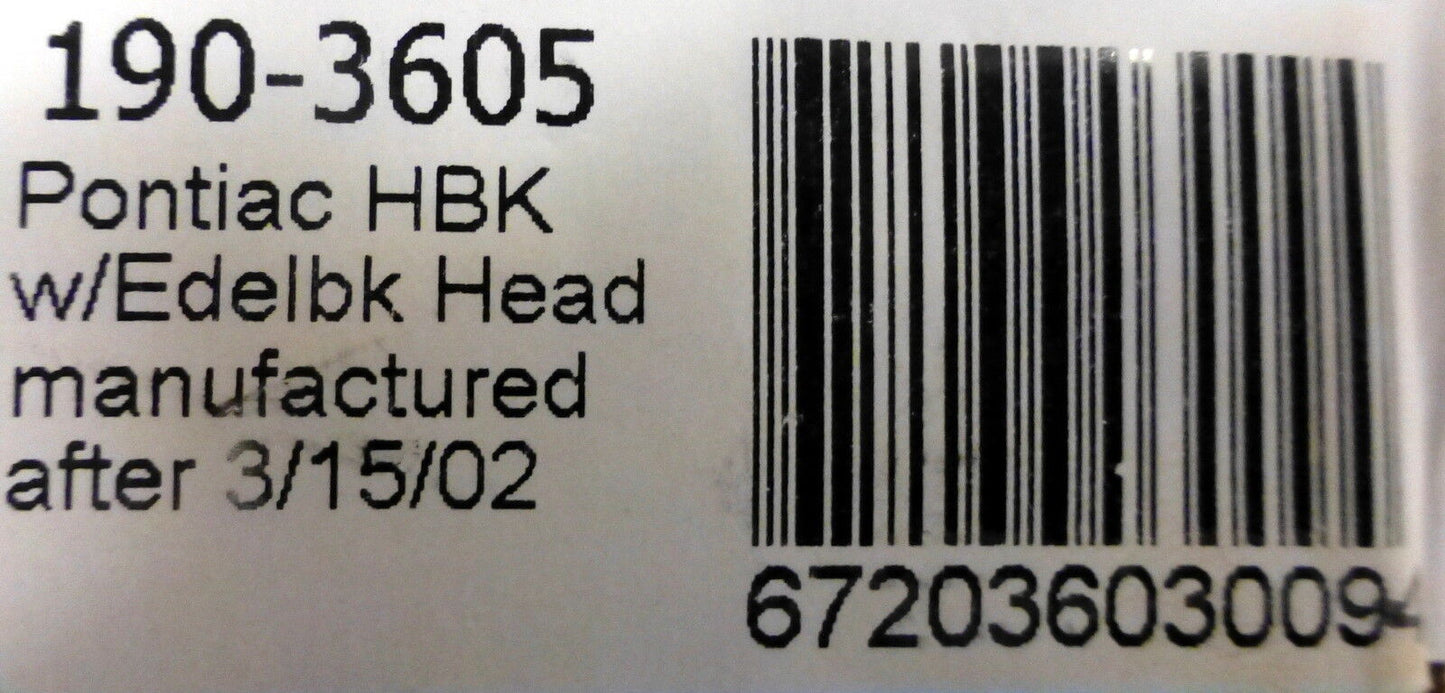 190-3605
Pontiac HBK
w/Edelbk Head
manufactured
after 3/15/02
67203603009